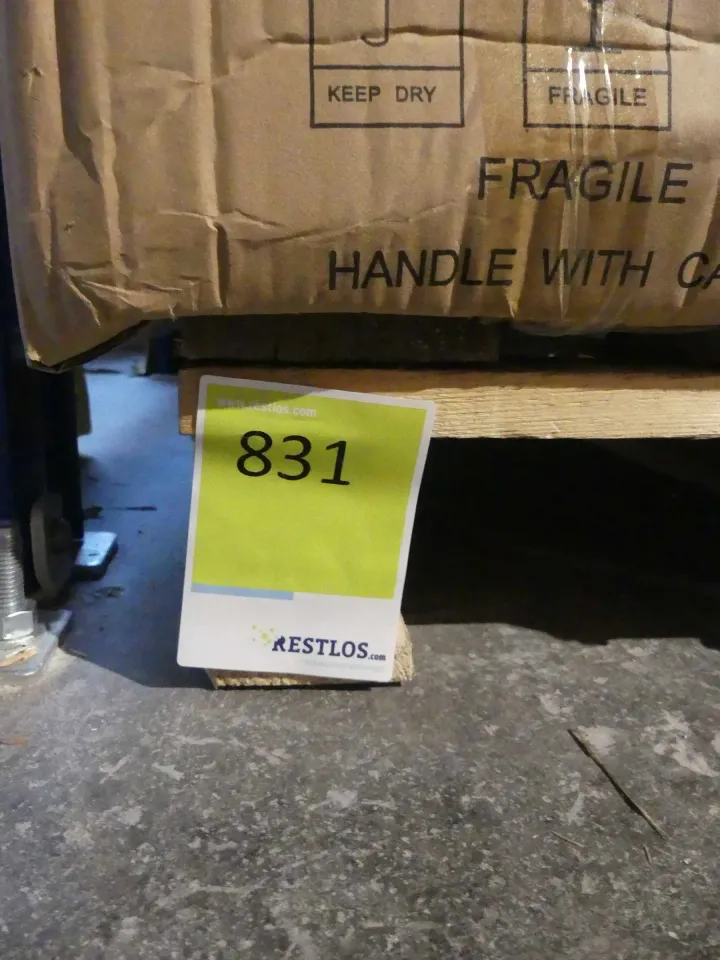 KEEP DRY
FRAGILE
FRAGILE
HANDLE WITH CA
www.restlos.com
831
RESTLOS.com